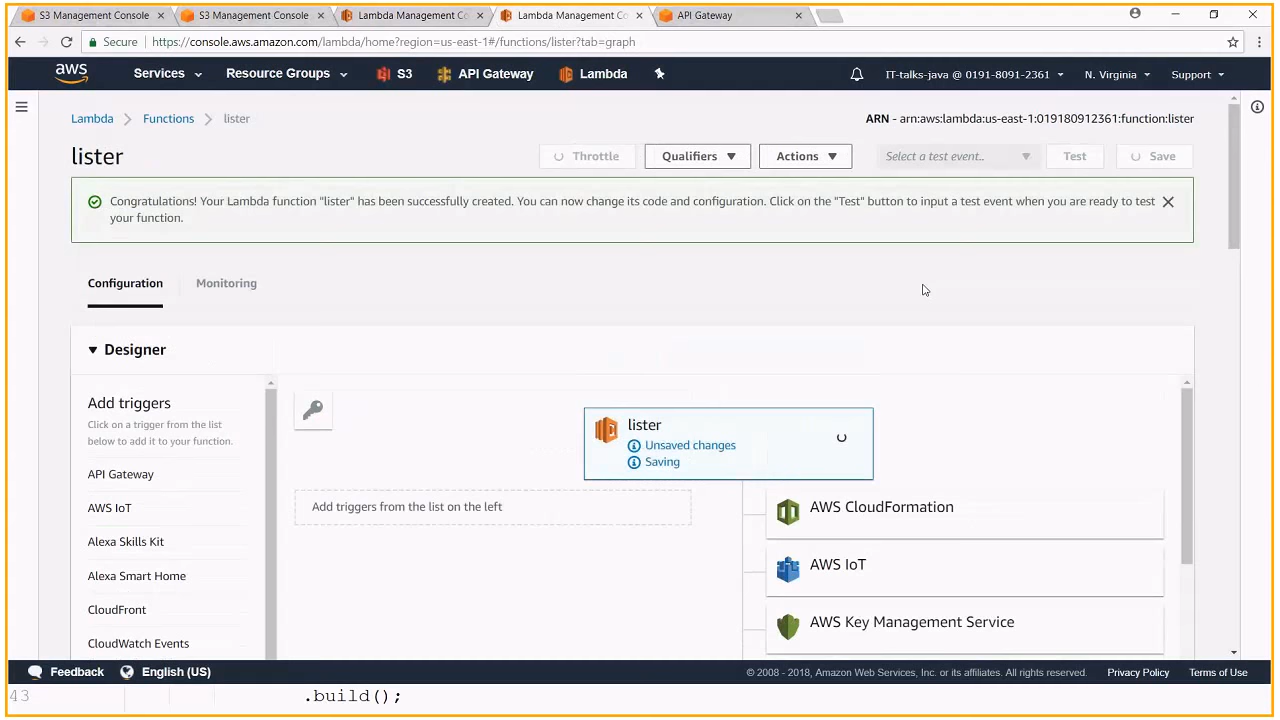 S3 Management Console
S3 Management Console
Lambda Management Co
Lambda Management Co
API Gateway
Secure
https://console.aws.amazon.com/lambda/home?region=us-east-1#/functions/lister?tab=graph
aws
Services
Resource Groups
S3
API Gateway
Lambda
IT-talks-java @ 0191-8091-2361
N. Virginia
Support
Lambda
Functions
lister
ARN - arn:aws:lambda:us-east-1:019180912361:function:lister
lister
Throttle
Qualifiers
Actions
Select a test event..
Test
Save
Congratulations! Your Lambda function "lister" has been successfully created. You can now change its code and configuration. Click on the "Test" button to input a test event when you are ready to test
your function.
Configuration
Monitoring
Designer
Add triggers
Click on a trigger from the list
below to add it to your function.
API Gateway
AWS IoT
Alexa Skills Kit
Alexa Smart Home
CloudFront
CloudWatch Events
lister
Unsaved changes
Saving
Add triggers from the list on the left
AWS CloudFormation
AWS IoT
AWS Key Management Service
Feedback
English (US)
© 2008 - 2018, Amazon Web Services, Inc. or its affiliates. All rights reserved.
Privacy Policy
Terms of Use
43 .build();